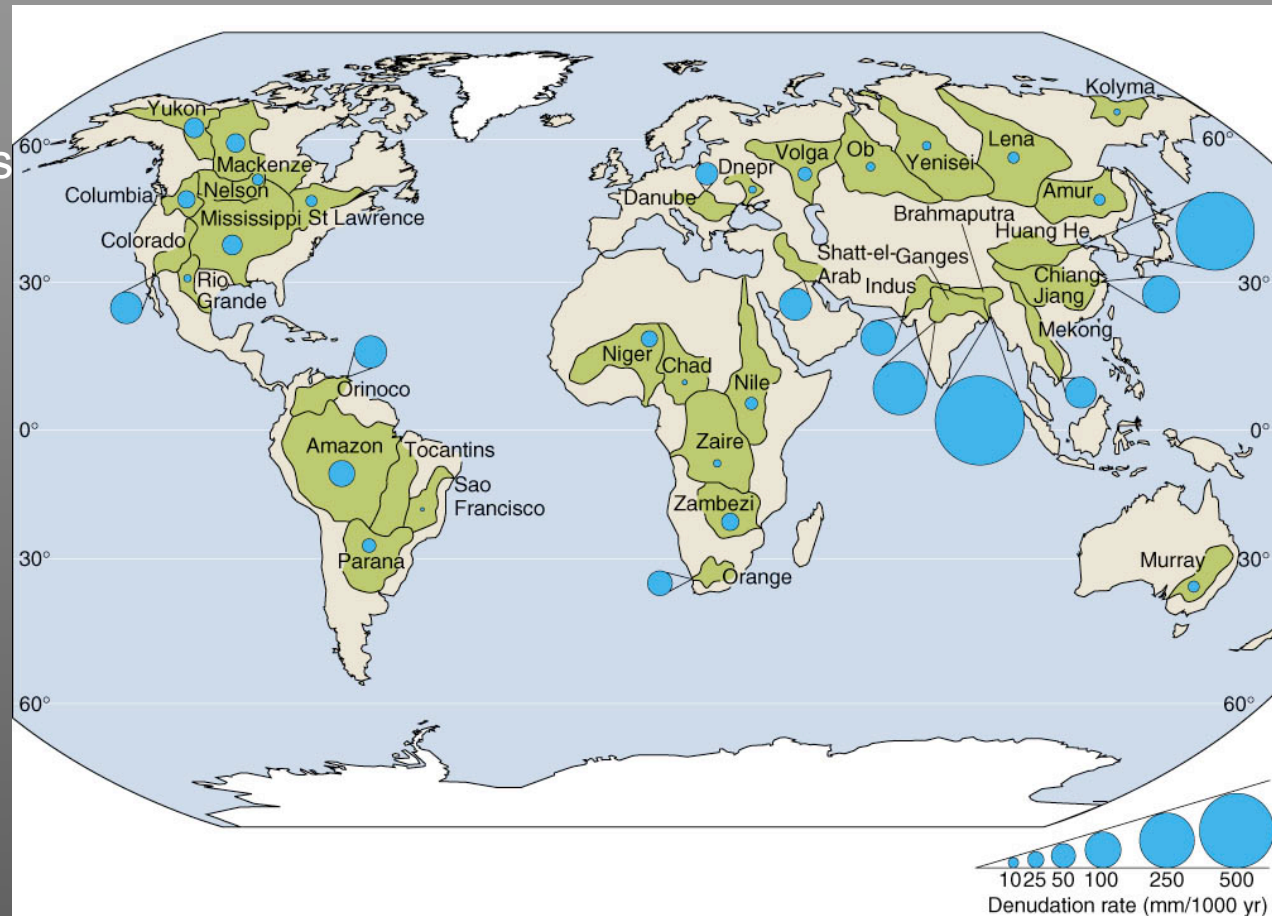 s
Kolyma
Yukon
60°
60°
Mackenze
Volga
Ob
Yenisei
Lena
Dnepr
Columbia
Nelson
Danube
Amur
Mississippi
St Lawrence
Brahmaputra
Colorado
Huang He
Shatt-el-
Arab
Ganges
30°
Rio
Grande
Indus
Chiang
Jiang
30°
Mekong
Niger
Chad
Orinoco
Nile
0°
0°
Amazon
Tocantins
Zaire
Sao
Francisco
Zambezi
30°
Parana
Orange
Murray
30°
60°
60°
10 25 50 100 250 500
Denudation rate (mm/1000 yr)